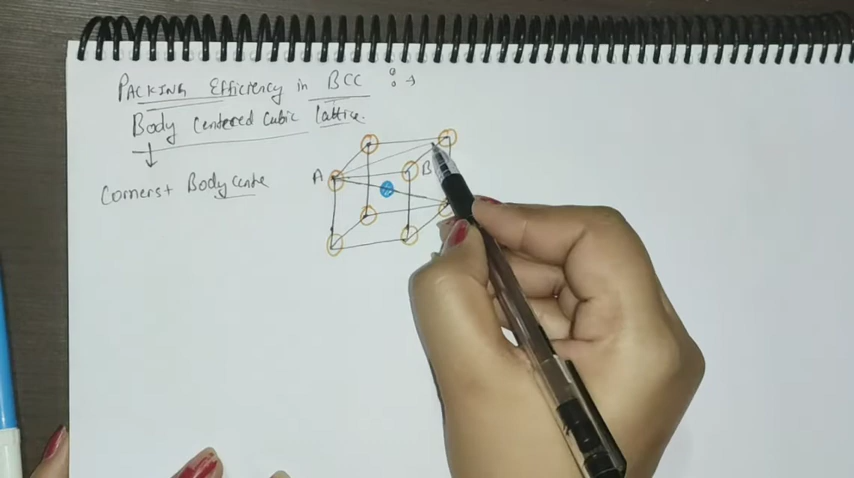 PACKING Efficiency in BCC :→
Body Centered Cubic lattice.
Corners + Body centre
A
B